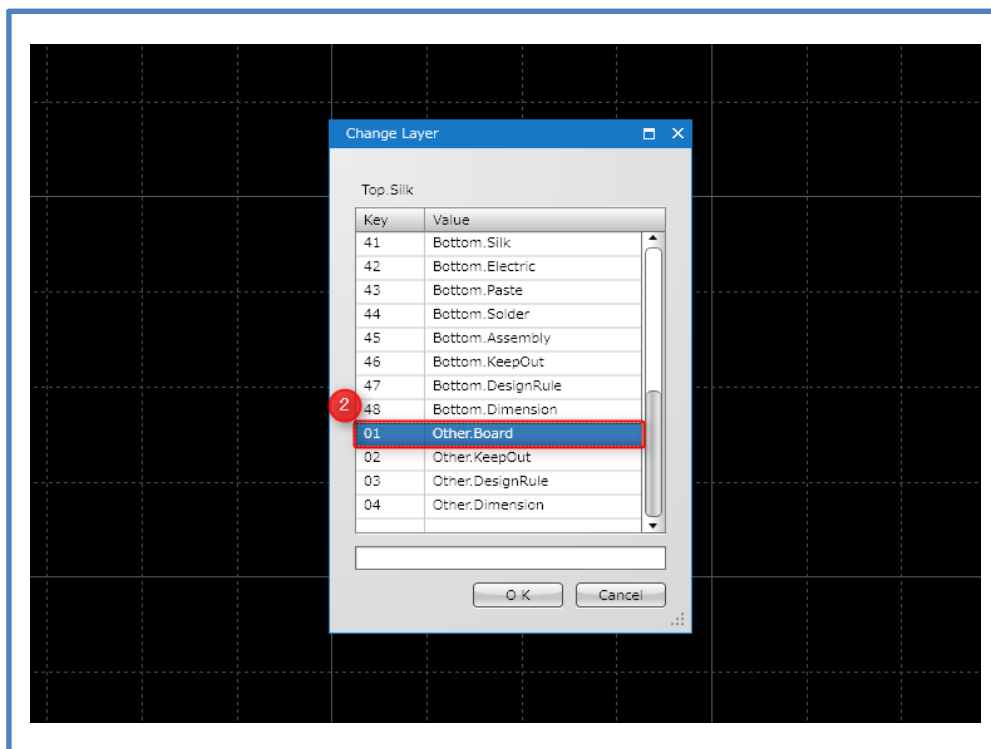 Change Layer
Top.Silk
Key Value
41 Bottom.Silk
42 Bottom.Electric
43 Bottom.Paste
44 Bottom.Solder
45 Bottom.Assembly
46 Bottom.KeepOut
47 Bottom.DesignRule
2
48 Bottom.Dimension
01 Other.Board
02 Other.KeepOut
03 Other.DesignRule
04 Other.Dimension
O K Cancel